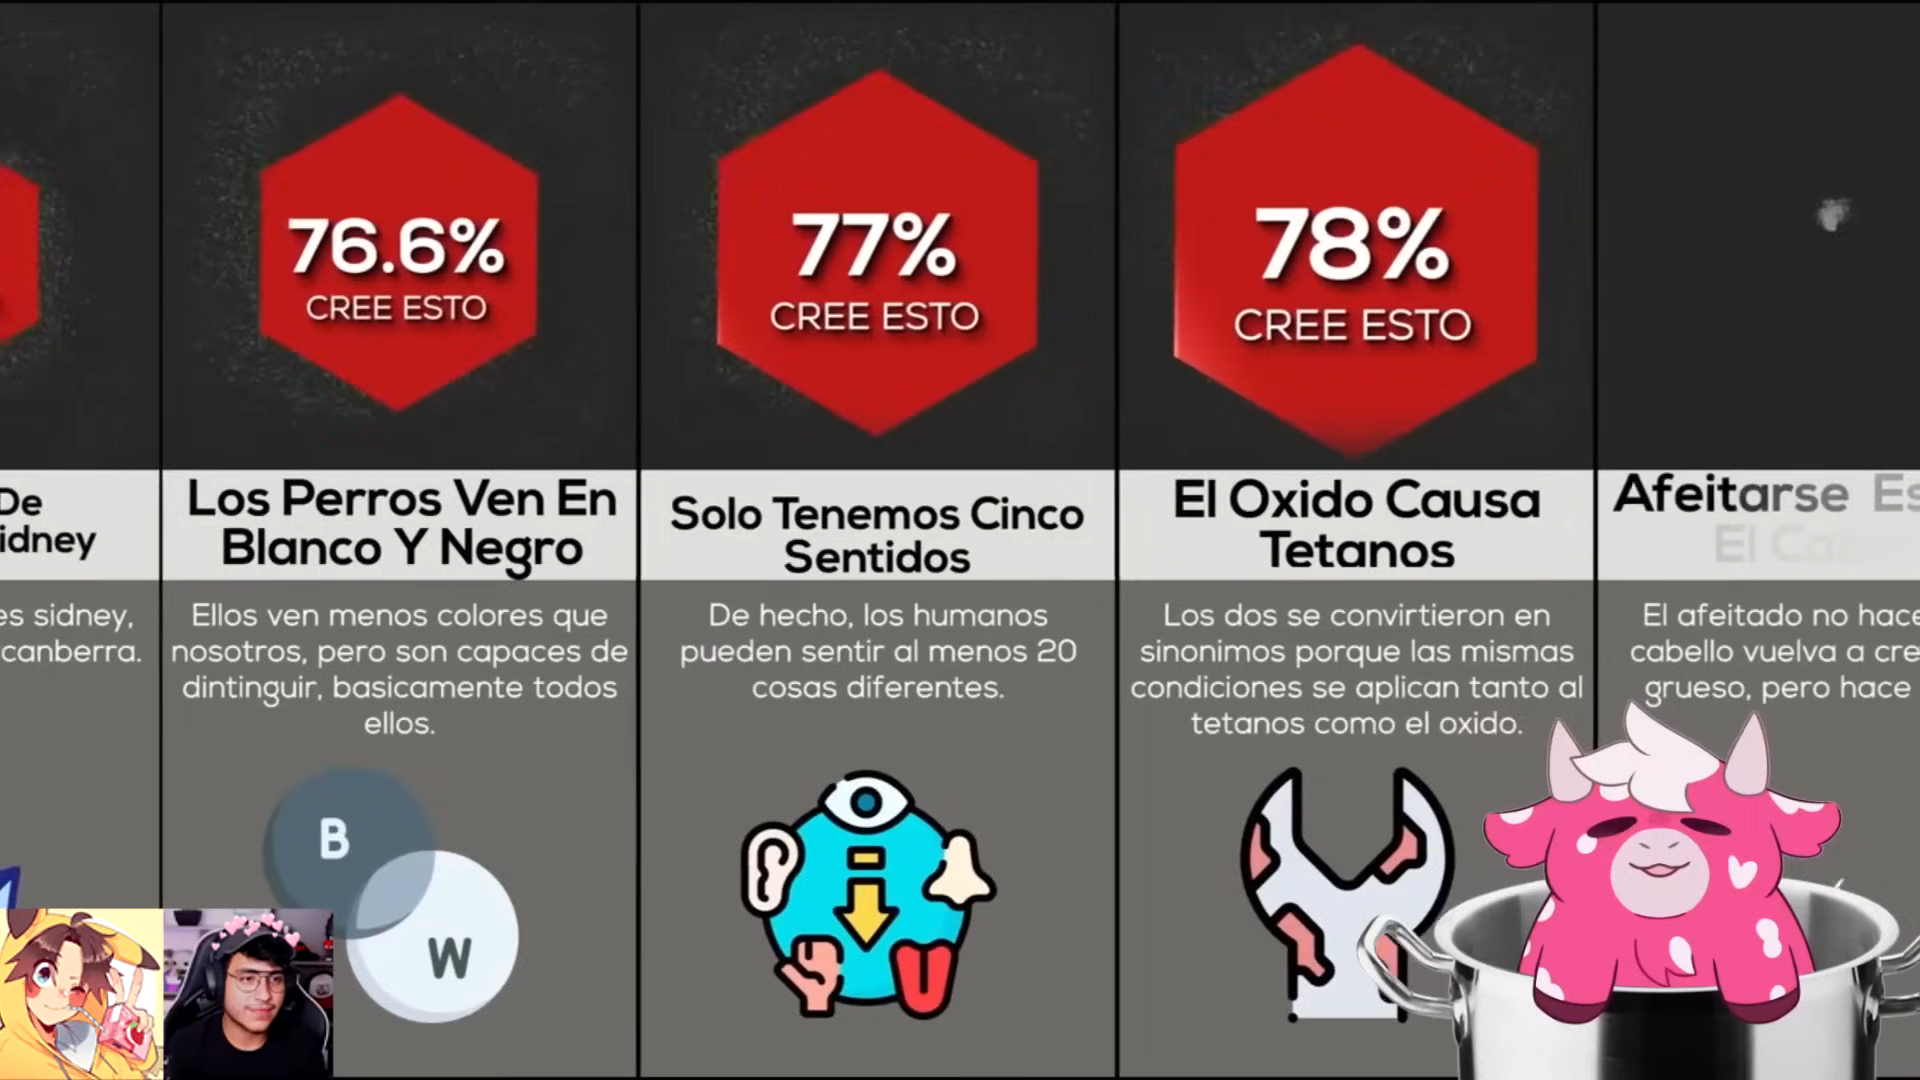 De
idney
es sidney,
canberra.
76.6%
CREE ESTO
Los Perros Ven En
Blanco Y Negro
Ellos ven menos colores que
nosotros, pero son capaces de
dintinguir, basicamente todos
ellos.
B
W
77%
CREE ESTO
Solo Tenemos Cinco
Sentidos
De hecho, los humanos
pueden sentir al menos 20
cosas diferentes.
78%
CREE ESTO
El Oxido Causa
Tetanos
Los dos se convirtieron en
sinonimos porque las mismas
condiciones se aplican tanto al
tetanos como el oxido.
Afeitarse Es
El
El afeitado no hace
cabello vuelva a cre
grueso, pero hace